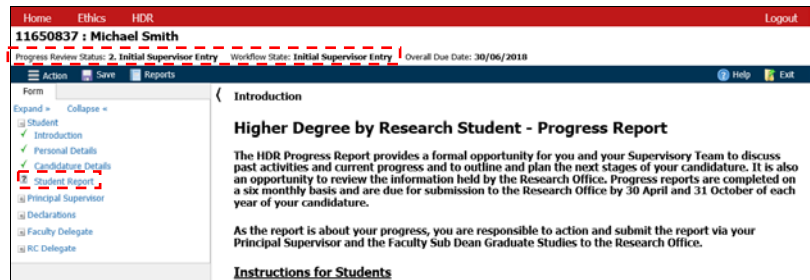 Home Ethics HDR Logout
11650837 : Michael Smith
Progress Review Status: 2. Initial Supervisor Entry Workflow State: Initial Supervisor Entry Overall Due Date: 30/06/2018
Action Save Reports Help Exit
Form
Introduction
Expand » Collapse «
Student
Introduction
Personal Details
Candidature Details
? Student Report
Principal Supervisor
Declarations
Faculty Delegate
RC Delegate
Higher Degree by Research Student - Progress Report
The HDR Progress Report provides a formal opportunity for you and your Supervisory Team to discuss
past activities and current progress and to outline and plan the next stages of your candidature. It is also
an opportunity to review the information held by the Research Office. Progress reports are completed on
a six monthly basis and are due for submission to the Research Office by 30 April and 31 October of each
year of your candidature.
As the report is about your progress, you are responsible to action and submit the report via your
Principal Supervisor and the Faculty Sub Dean Graduate Studies to the Research Office.
Instructions for Students